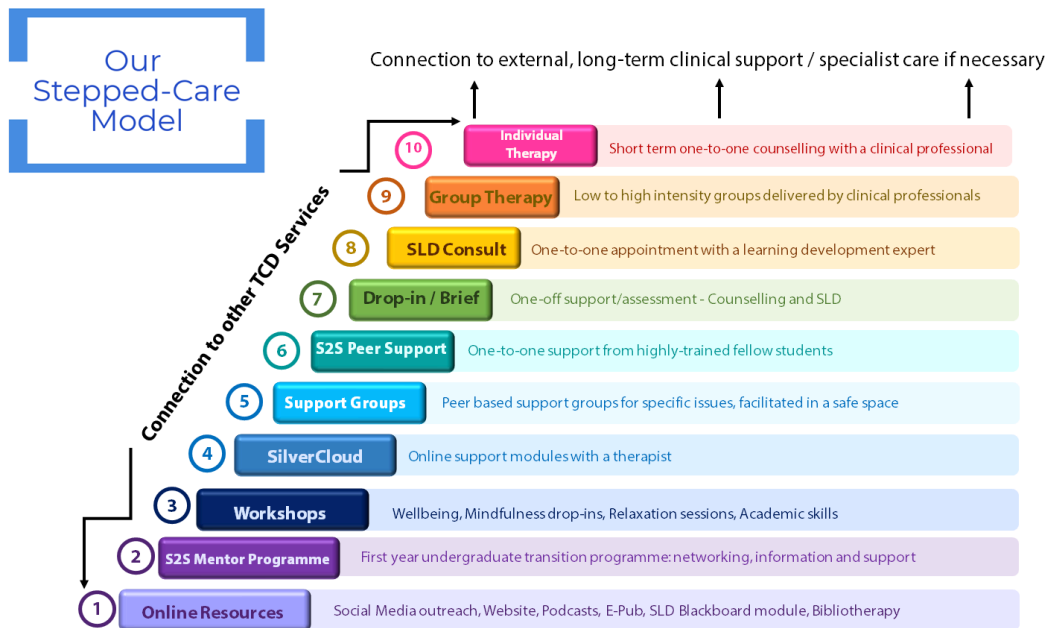 Our
Stepped-Care
Model
Connection to external, long-term clinical support / specialist care if necessary
Connection to other TCD Services
10
Individual
Therapy
Short term one-to-one counselling with a clinical professional
9
Group Therapy
Low to high intensity groups delivered by clinical professionals
8
SLD Consult
One-to-one appointment with a learning development expert
7
Drop-in / Brief
One-off support/assessment - Counselling and SLD
6
S2S Peer Support
One-to-one support from highly-trained fellow students
5
Support Groups
Peer based support groups for specific issues, facilitated in a safe space
4
SilverCloud
Online support modules with a therapist
3
Workshops
Wellbeing, Mindfulness drop-ins, Relaxation sessions, Academic skills
2
S2S Mentor Programme
First year undergraduate transition programme: networking, information and support
1
Online Resources
Social Media outreach, Website, Podcasts, E-Pub, SLD Blackboard module, Bibliotherapy